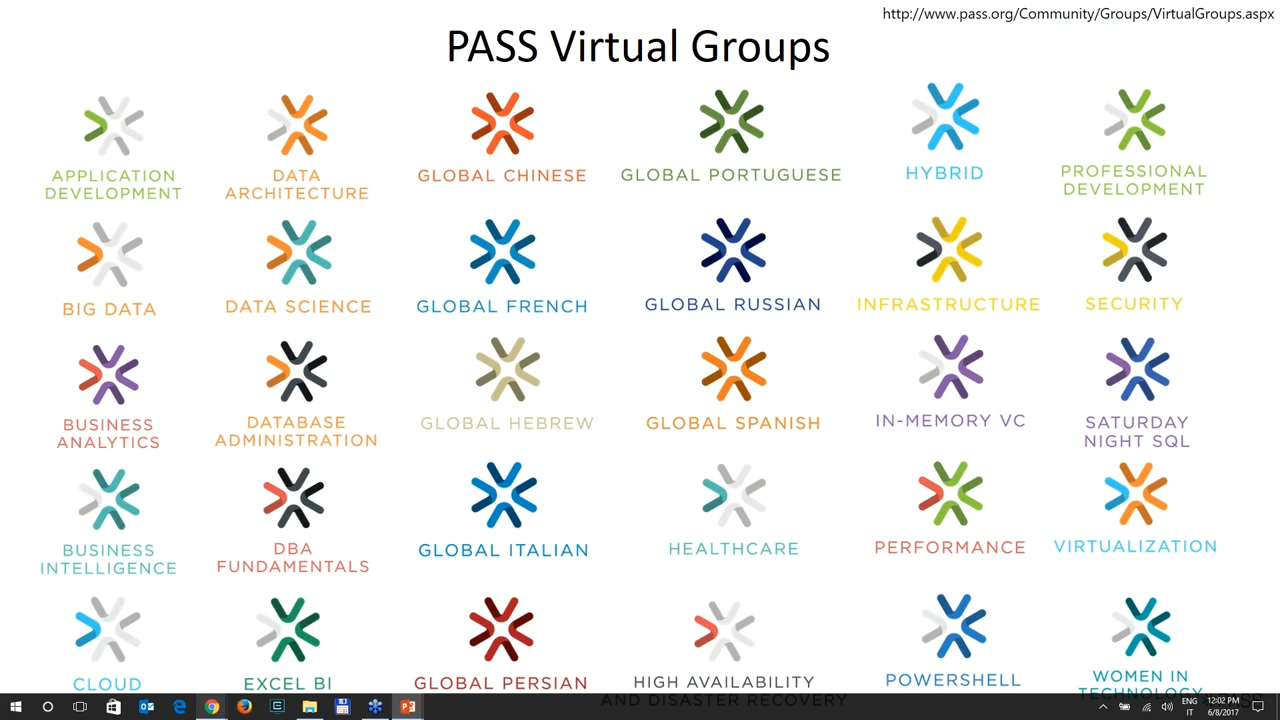 http://www.pass.org/Community/Groups/VirtualGroups.aspx
PASS Virtual Groups
APPLICATION
DEVELOPMENT
DATA
ARCHITECTURE
GLOBAL CHINESE
GLOBAL PORTUGUESE
HYBRID
PROFESSIONAL
DEVELOPMENT
BIG DATA
DATA SCIENCE
GLOBAL FRENCH
GLOBAL RUSSIAN
INFRASTRUCTURE
SECURITY
BUSINESS
ANALYTICS
DATABASE
ADMINISTRATION
GLOBAL HEBREW
GLOBAL SPANISH
IN-MEMORY VC
SATURDAY
NIGHT SQL
BUSINESS
INTELLIGENCE
DBA
FUNDAMENTALS
GLOBAL ITALIAN
HEALTHCARE
PERFORMANCE
VIRTUALIZATION
CLOUD
EXCEL BI
GLOBAL PERSIAN
HIGH AVAILABILITY
AND DISASTER RECOVERY
POWERSHELL
WOMEN IN
TECHNOLOGY
ENG
IT
12:02 PM
6/8/2017